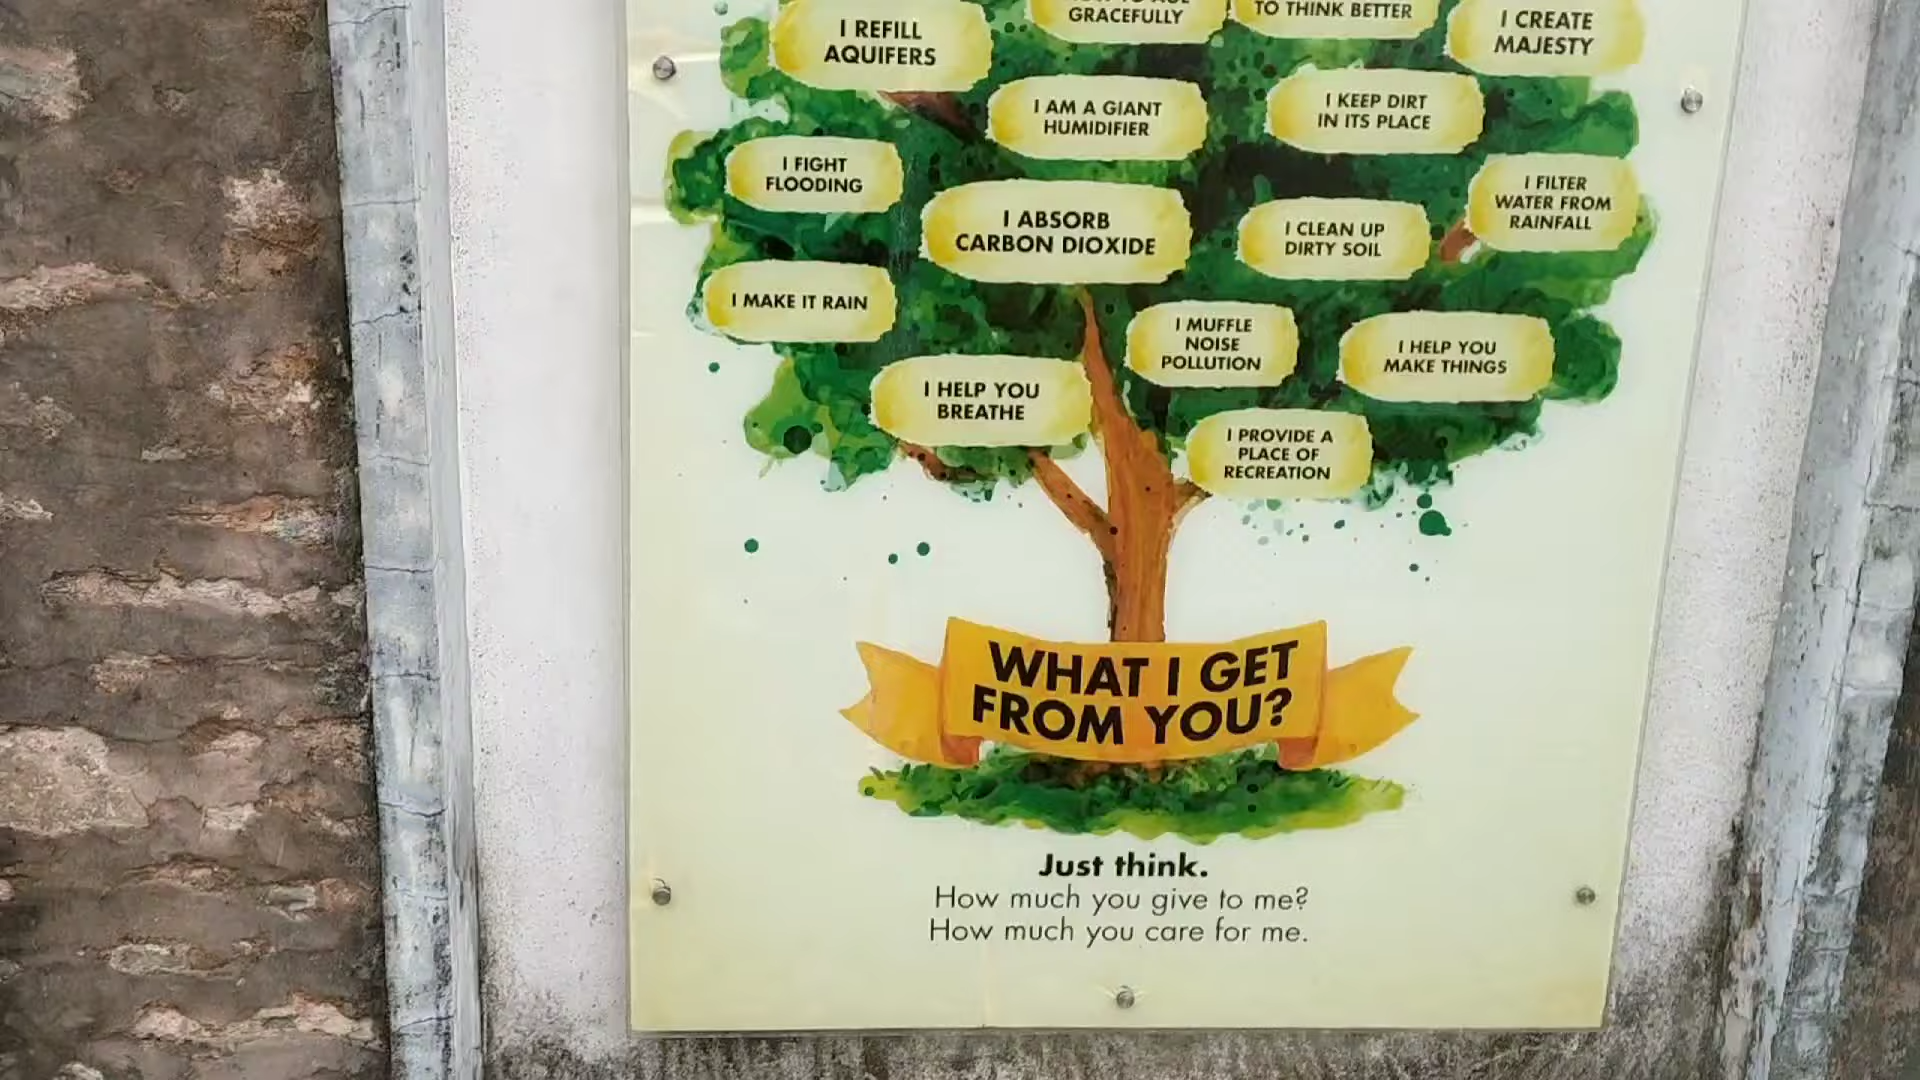 GRACEFULLY
TO THINK BETTER
I REFILL
AQUIFERS
I CREATE
MAJESTY
I AM A GIANT
HUMIDIFIER
I KEEP DIRT
IN ITS PLACE
I FIGHT
FLOODING
I ABSORB
CARBON DIOXIDE
I CLEAN UP
DIRTY SOIL
I FILTER
WATER FROM
RAINFALL
I MAKE IT RAIN
I MUFFLE
NOISE
POLLUTION
I HELP YOU
MAKE THINGS
I HELP YOU
BREATHE
I PROVIDE A
PLACE OF
RECREATION
WHAT I GET
FROM YOU?
Just think.
How much you give to me?
How much you care for me.